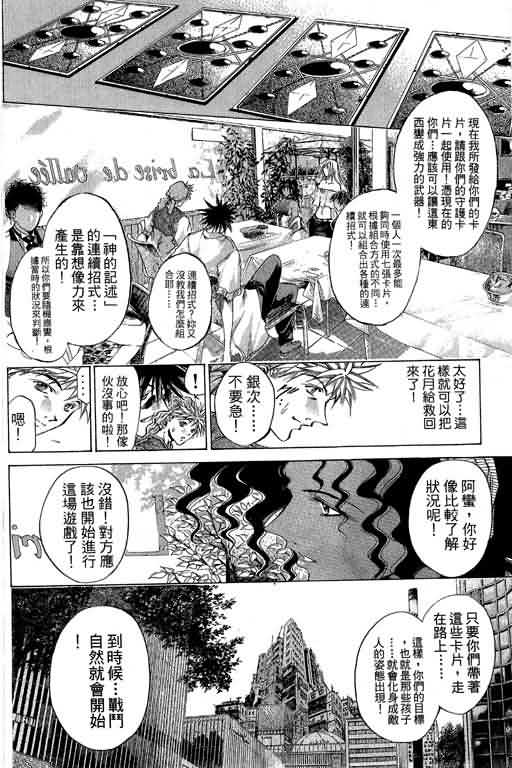 現在我所發給你們的卡
片，請跟你們的守護卡
片一起使用！憑現在的
你們…應該可以讓這東
西變成強力的武器！
一個人一次最多能
夠同時使用七張卡片，
根據組合方式的不同…
就可以組合出各種的連
續招式！
La brise de vallée
連續招式？妳又
沒教我們怎麼組
合耶……
「神的記述」
的連續招式…
是靠想像力來
產生的！
所以你們要隨機應變，根
據當時的狀況來判斷！
太好了…這
樣就可以把
花月給救回
來了！
銀次……
不要急！
！
放心吧！那傢
伙沒事的啦！
嗯！
阿蠻，你好
像比較了解
狀況呢！
沒錯！對方應
該也開始進行
這場遊戲了！
只要你們帶著
這些卡片，走
在路上……
這樣，你們的目標
，也就是那些孩子
……就會化身成敵
人的姿態出現！
到時候…戰鬥
自然就會開始
！